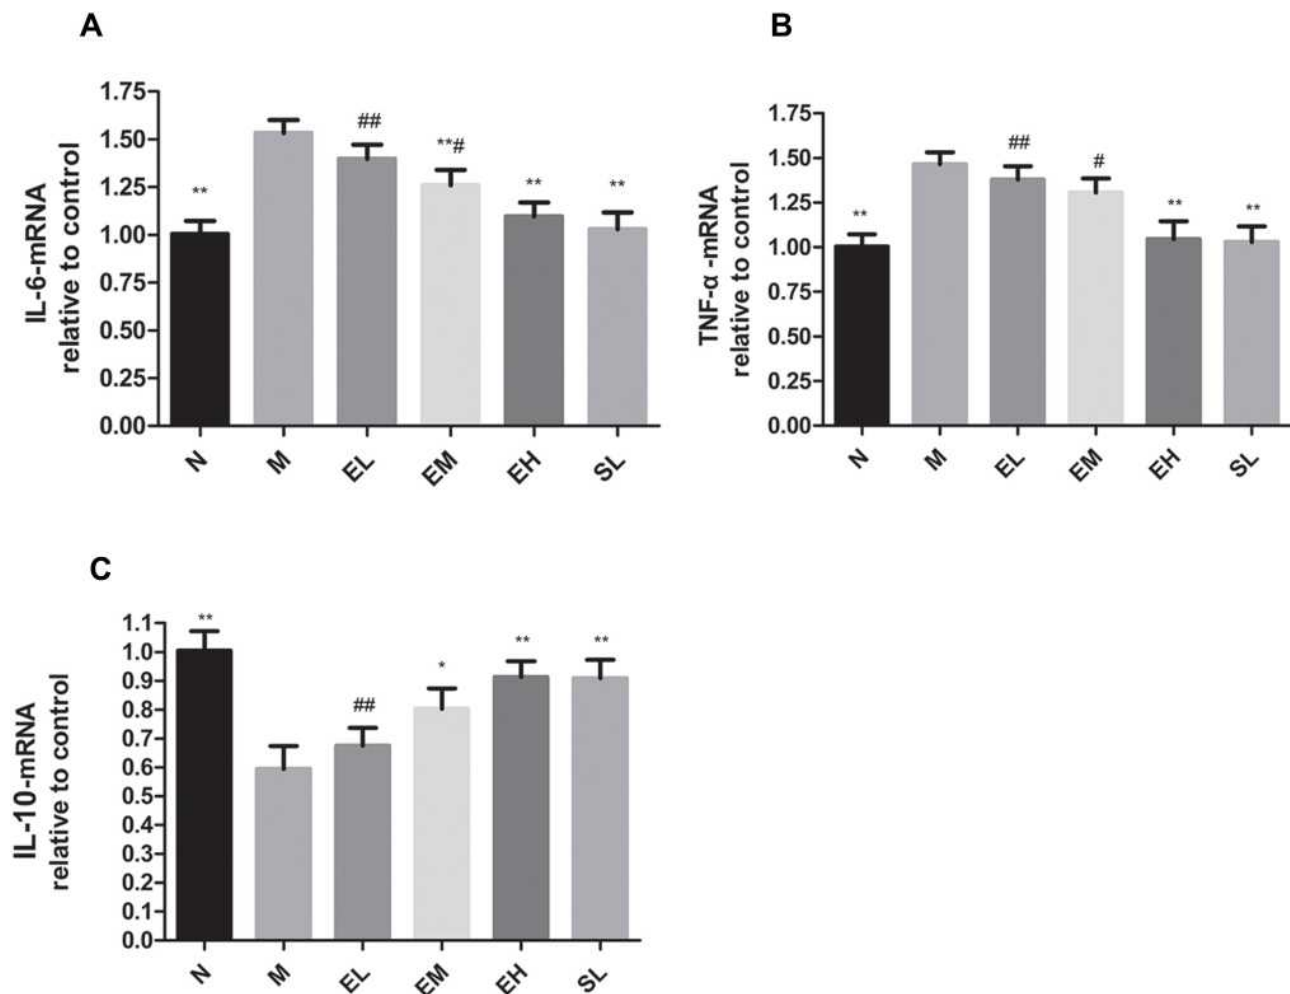 A
IL-6-mRNA
relative to control
1.75
1.50
1.25
1.00
0.75
0.50
0.25
0.00
**
##
**#
**
**
N
M
EL
EM
EH
SL
B
TNF-α -mRNA
relative to control
1.75
1.50
1.25
1.00
0.75
0.50
0.25
0.00
**
##
#
**
**
N
M
EL
EM
EH
SL
C
IL-10-mRNA
relative to control
1.1
1.0
0.9
0.8
0.7
0.6
0.5
0.4
0.3
0.2
0.1
0.0
**
##
*
**
**
N
M
EL
EM
EH
SL